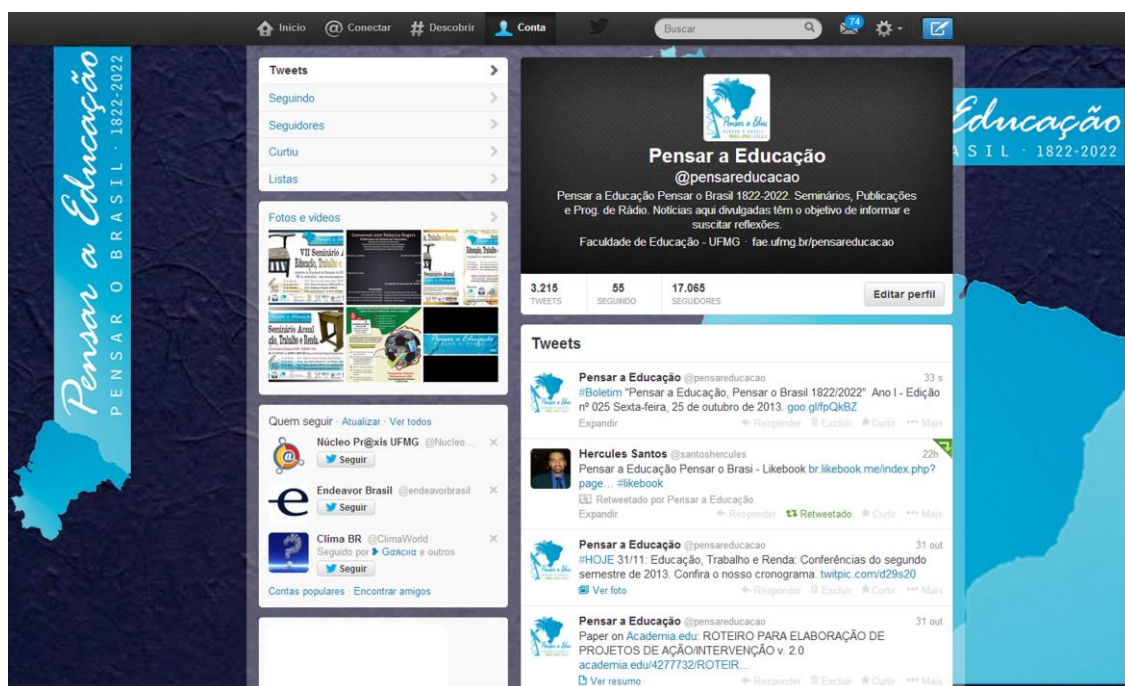 Início
Conectar
Descobrir
Conta
Buscar
74
Pensar a Educação
PENSAR O BRASIL · 1822-2022
Educação
ASIL · 1822-2022
Tweets
Seguindo
Seguidores
Curtiu
Listas
Fotos e vídeos
VII Seminário A
Educação, Trabalho e
Seminário Anual
ção, Trabalho e Renda
Quem seguir · Atualizar · Ver todos
Núcleo Pr@xis UFMG @Nucleo...
Seguir
Endeavor Brasil @endeavorbrasil
Seguir
Clima BR @ClimaWorld
Seguido por Garcia e outros
Seguir
Contas populares · Encontrar amigos
Pensar a Educação
@pensareducacao
Pensar a Educação Pensar o Brasil 1822-2022. Seminários, Publicações
e Prog. de Rádio. Notícias aqui divulgadas têm o objetivo de informar e
suscitar reflexões.
Faculdade de Educação - UFMG · fae.ufmg.br/pensareducacao
3.215 55 17.065
TWEETS SEGUINDO SEGUIDORES
Editar perfil
Tweets
Pensar a Educação @pensareducacao 33 s
#Boletim "Pensar a Educação, Pensar o Brasil 1822/2022" Ano I - Edição
nº 025 Sexta-feira, 25 de outubro de 2013. goo.gl/fpQkBZ
Expandir Responder Excluir Curtir Mais
Hercules Santos @santoshercules 22h
Pensar a Educação Pensar o Brasi - Likebook br.likebook.me/index.php?
page... #likebook
Retweetado por Pensar a Educação
Expandir Responder Retweetado Curtir Mais
Pensar a Educação @pensareducacao 31 out
#HOJE 31/11: Educação, Trabalho e Renda: Conferências do segundo
semestre de 2013. Confira o nosso cronograma. twitpic.com/d29s20
Ver foto Responder Excluir Curtir Mais
Pensar a Educação @pensareducacao 31 out
Paper on Academia.edu: ROTEIRO PARA ELABORAÇÃO DE
PROJETOS DE AÇÃO/INTERVENÇÃO v. 2.0
academia.edu/4277732/ROTEIR...
Ver resumo Responder Excluir Curtir Mais